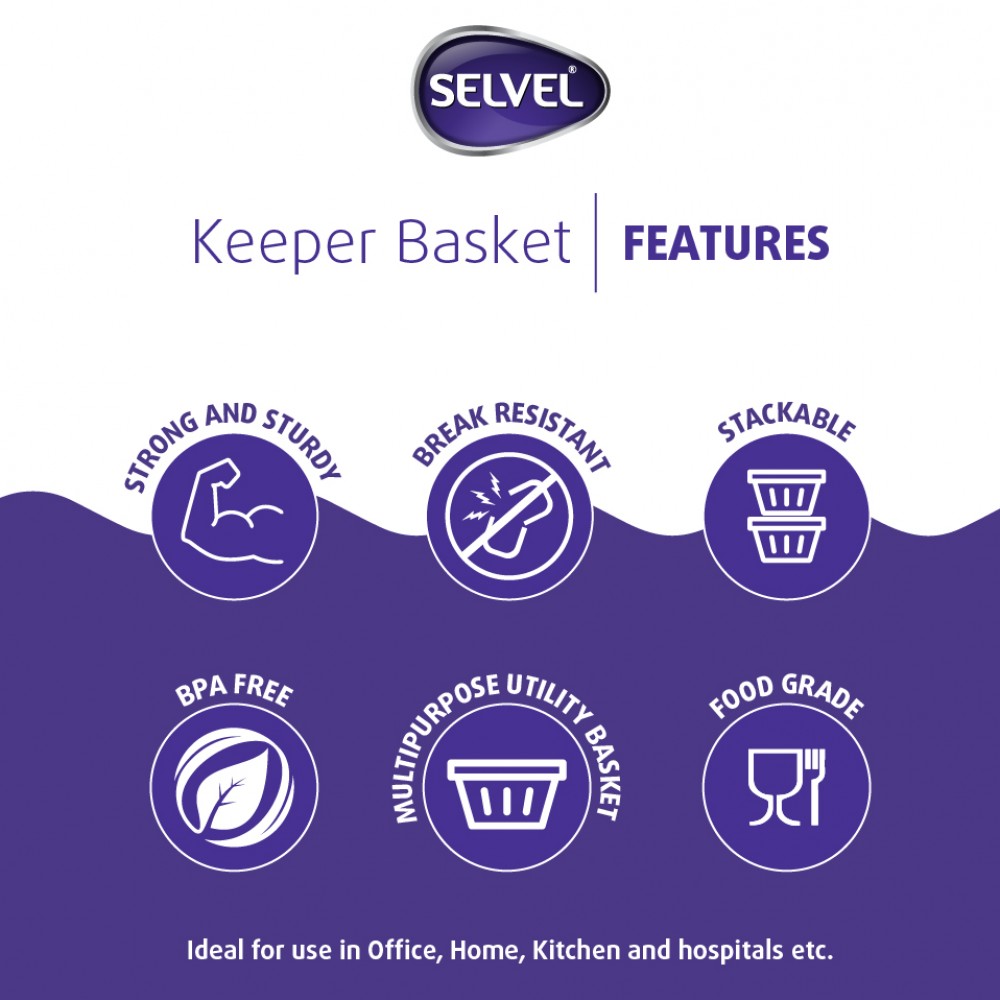 SELVEL®
Keeper Basket | FEATURES
STRONG AND STURDY
BREAK RESISTANT
STACKABLE
BPA FREE
MULTIPURPOSE UTILITY BASKET
FOOD GRADE
Ideal for use in Office, Home, Kitchen and hospitals etc.